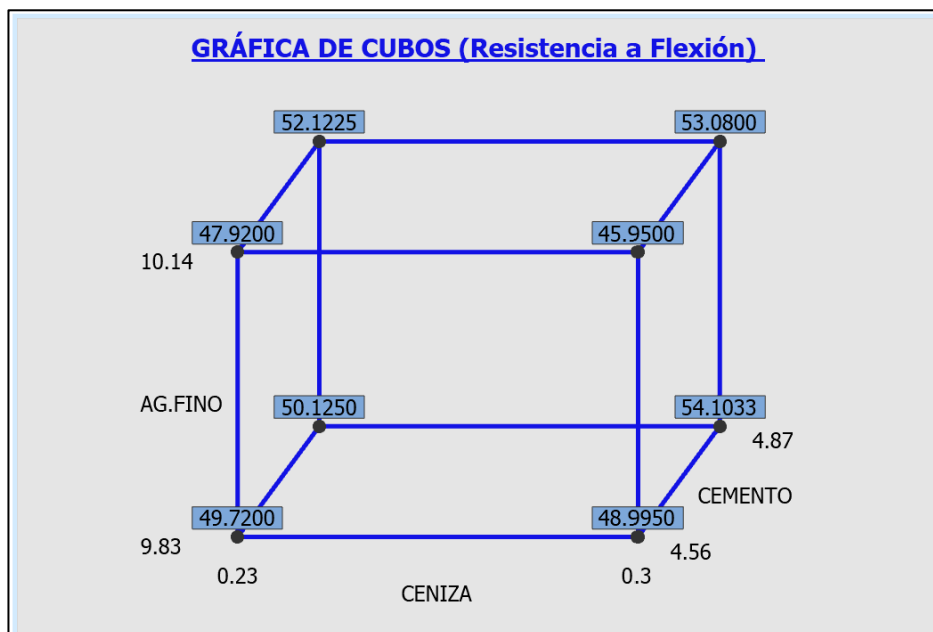 GRÁFICA DE CUBOS (Resistencia a Flexión)
52.1225 53.0800
47.9200 45.9500
10.14
AG.FINO 50.1250 54.1033
4.87
CEMENTO
49.7200 48.9950
9.83 4.56
0.23 0.3
CENIZA